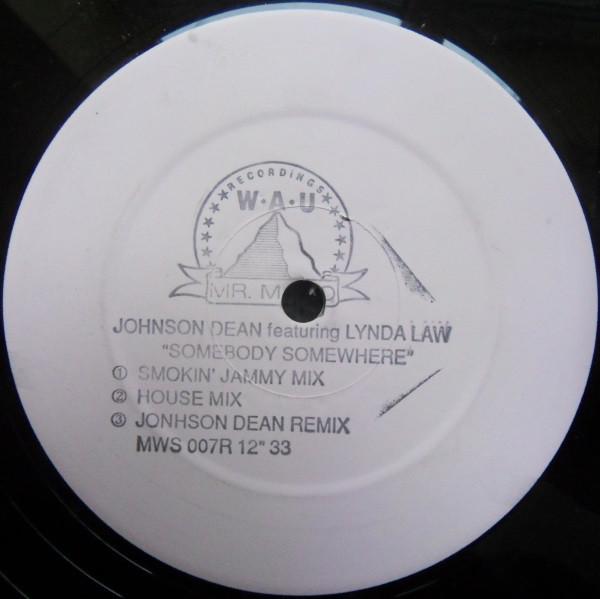 RECORDINGS
W·A·U
MR. M
JOHNSON DEAN featuring LYNDA LAW
"SOMEBODY SOMEWHERE"
① SMOKIN' JAMMY MIX
② HOUSE MIX
③ JONHSON DEAN REMIX
MWS 007R 12" 33